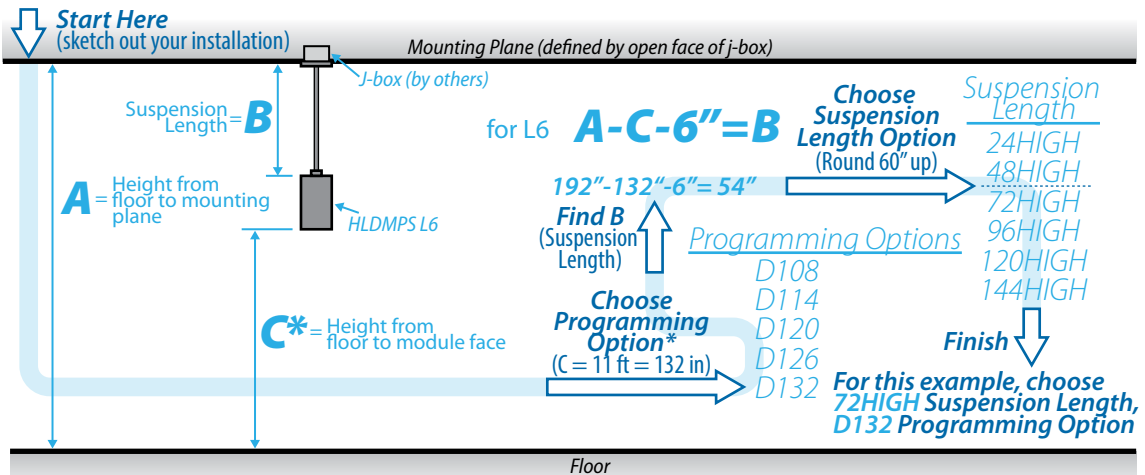 Start Here
(sketch out your installation)
Mounting Plane (defined by open face of j-box)
J-box (by others)
Suspension
Length = B
A = Height from
floor to mounting
plane
HLDMPS L6
C* = Height from
floor to module face
for L6 A-C-6”=B
192”-132“-6”= 54”
Find B
(Suspension
Length)
Choose
Programming
Option*
(C = 11 ft = 132 in)
Programming Options
D108
D114
D120
D126
D132
Choose
Suspension
Length Option
(Round 60” up)
Suspension
Length
24HIGH
48HIGH
72HIGH
96HIGH
120HIGH
144HIGH
Finish
For this example, choose
72HIGH Suspension Length,
D132 Programming Option
Floor